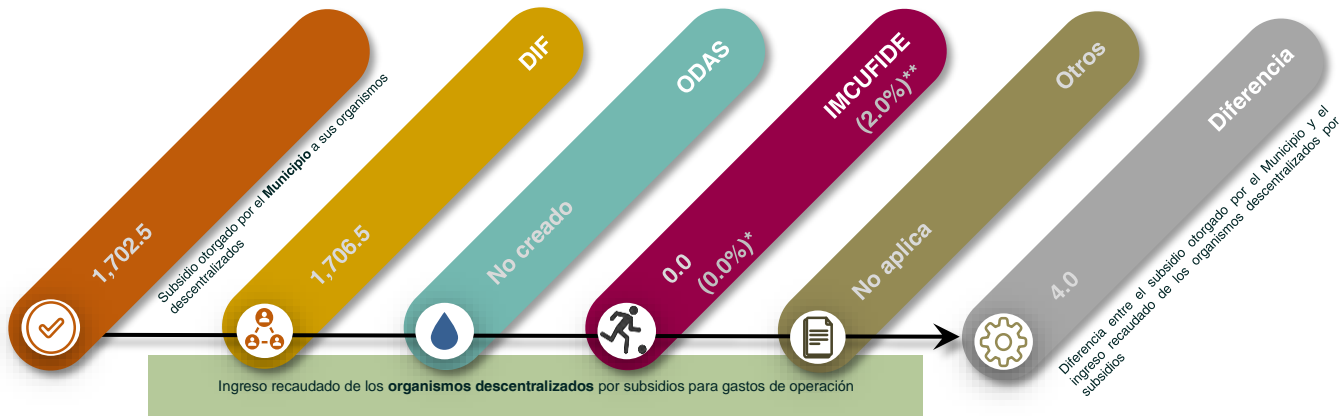 1,702.5
Subsidio otorgado por el Municipio a sus organismos
descentralizados
DIF
1,706.5
ODAS
No creado
IMCUFIDE
(2.0%)**
0.0
(0.0%)*
Otros
No aplica
Diferencia
4.0
Diferencia entre el subsidio otorgado por el Municipio y el
ingreso recaudado de los organismos descentralizados por
subsidios
Ingreso recaudado de los organismos descentralizados por subsidios para gastos de operación